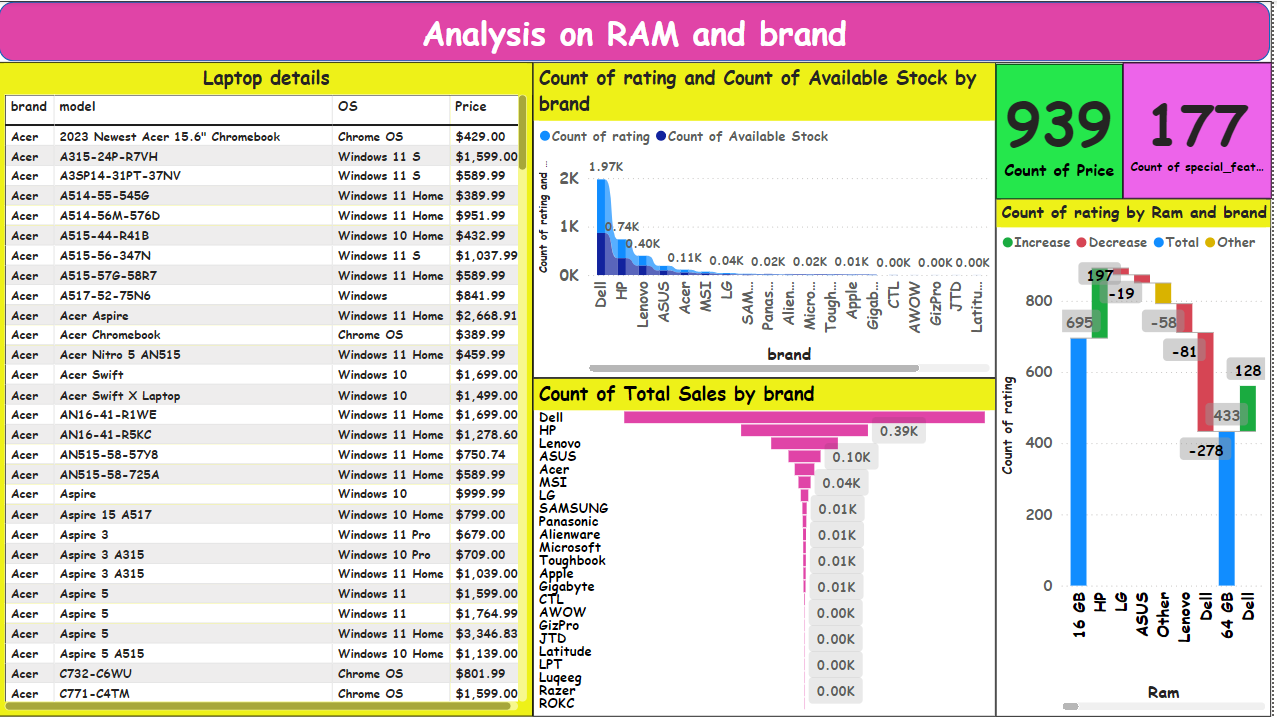 Analysis on RAM and brand
Laptop details
brand model OS Price
Acer 2023 Newest Acer 15.6" Chromebook Chrome OS $429.00
Acer A315-24P-R7VH Windows 11 S $1,599.00
Acer A3SP14-31PT-37NV Windows 11 S $589.99
Acer A514-55-545G Windows 11 Home $389.99
Acer A514-56M-576D Windows 11 Home $951.99
Acer A515-44-R41B Windows 10 Home $432.99
Acer A515-56-347N Windows 11 S $1,037.99
Acer A515-57G-58R7 Windows 11 Home $589.99
Acer A517-52-75N6 Windows $841.99
Acer Acer Aspire Windows 11 Home $2,668.91
Acer Acer Chromebook Chrome OS $389.99
Acer Acer Nitro 5 AN515 Windows 11 Home $459.99
Acer Acer Swift Windows 10 $1,699.00
Acer Acer Swift X Laptop Windows 10 $1,499.00
Acer AN16-41-R1WE Windows 11 Home $1,699.00
Acer AN16-41-R5KC Windows 11 Home $1,278.60
Acer AN515-58-57Y8 Windows 11 Home $750.74
Acer AN515-58-725A Windows 11 Home $589.99
Acer Aspire Windows 10 $999.99
Acer Aspire 15 A517 Windows 10 Home $799.00
Acer Aspire 3 Windows 11 Pro $679.00
Acer Aspire 3 A315 Windows 10 Pro $709.00
Acer Aspire 3 A315 Windows 11 Home $1,039.00
Acer Aspire 5 Windows 11 $1,599.00
Acer Aspire 5 Windows 11 $1,764.99
Acer Aspire 5 Windows 11 Home $3,346.83
Acer Aspire 5 A515 Windows 10 Home $1,139.00
Acer C732-C6WU Chrome OS $801.99
Acer C771-C4TM Chrome OS $1,599.00
Count of rating and Count of Available Stock by
brand
Count of rating Count of Available Stock
Count of rating and ...
2K
1K
0K
1.97K
0.74K
0.40K
0.11K 0.04K 0.02K 0.02K 0.01K 0.00K 0.00K 0.00K
Dell
HP
Lenovo
ASUS
Acer
MSI
LG
SAM...
Panas...
Alien...
Micro...
Tough...
Apple
Gigab...
CTL
AWOW
GizPro
JTD
Latitu...
brand
Count of Total Sales by brand
Dell
HP 0.39K
Lenovo
ASUS 0.10K
Acer
MSI 0.04K
LG
SAMSUNG 0.01K
Panasonic
Alienware 0.01K
Microsoft
Toughbook 0.01K
Apple
Gigabyte 0.01K
CTL
AWOW 0.00K
GizPro
JTD 0.00K
Latitude
LPT 0.00K
Luqeeg
Razer 0.00K
ROKC
939
Count of Price
177
Count of special_feat...
Count of rating by Ram and brand
Increase Decrease Total Other
Count of rating
800
600
400
200
0
695
197
-19
-58
-81
-278
433
128
16 GB
HP
LG
ASUS
Other
Lenovo
Dell
64 GB
Dell
Ram